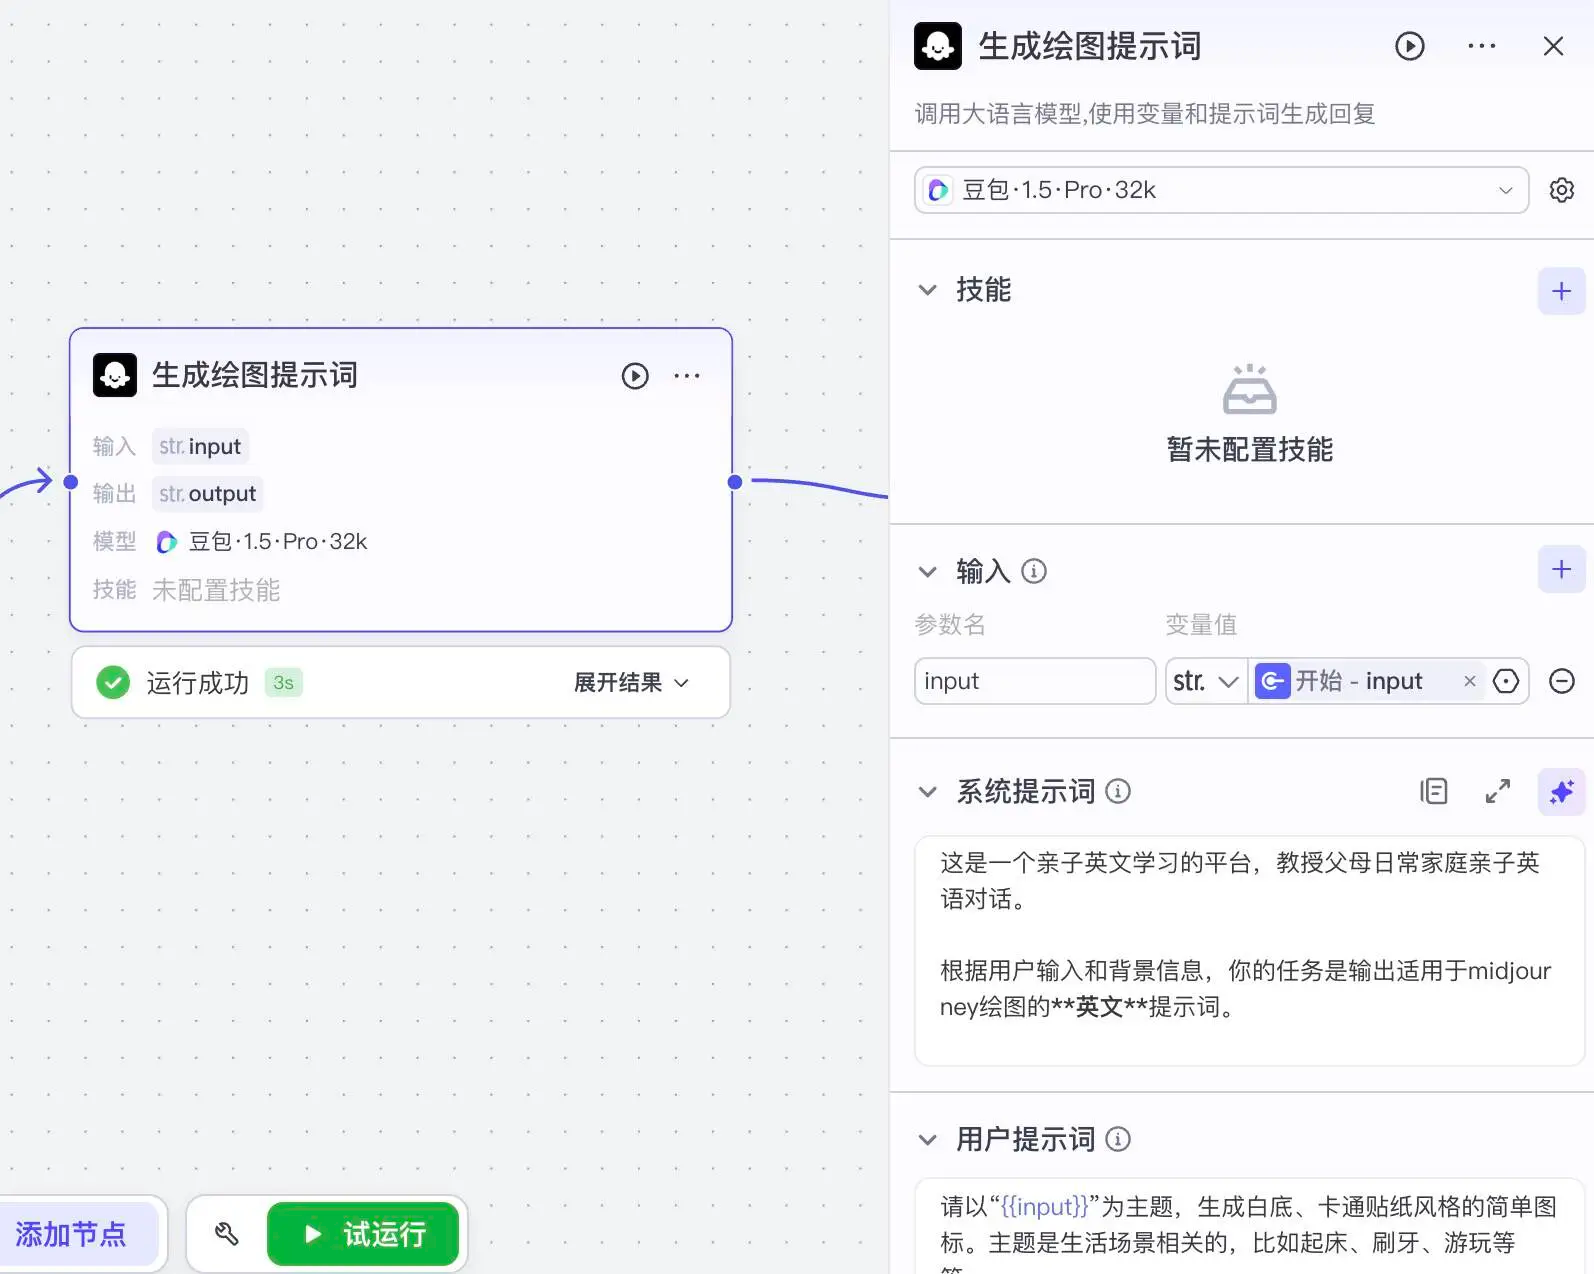 生成绘图提示词
输入 str. input
输出 str. output
模型 豆包·1.5·Pro·32k
技能 未配置技能
运行成功 3s 展开结果
添加节点
试运行
生成绘图提示词
调用大语言模型,使用变量和提示词生成回复
豆包·1.5·Pro·32k
技能
暂未配置技能
输入
参数名 变量值
input str. 开始 - input
系统提示词
这是一个亲子英文学习的平台，教授父母日常家庭亲子英
语对话。
根据用户输入和背景信息，你的任务是输出适用于midjour
ney绘图的**英文**提示词。
用户提示词
请以“{{input}}”为主题，生成白底、卡通贴纸风格的简单图
标。主题是生活场景相关的，比如起床、刷牙、游玩等